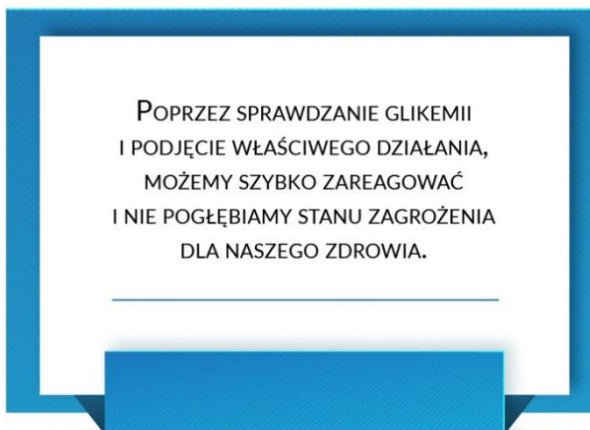 Poprzez sprawdzanie glikemii
i podjęcie właściwego działania,
możemy szybko zareagować
i nie pogłębiamy stanu zagrożenia
dla naszego zdrowia.